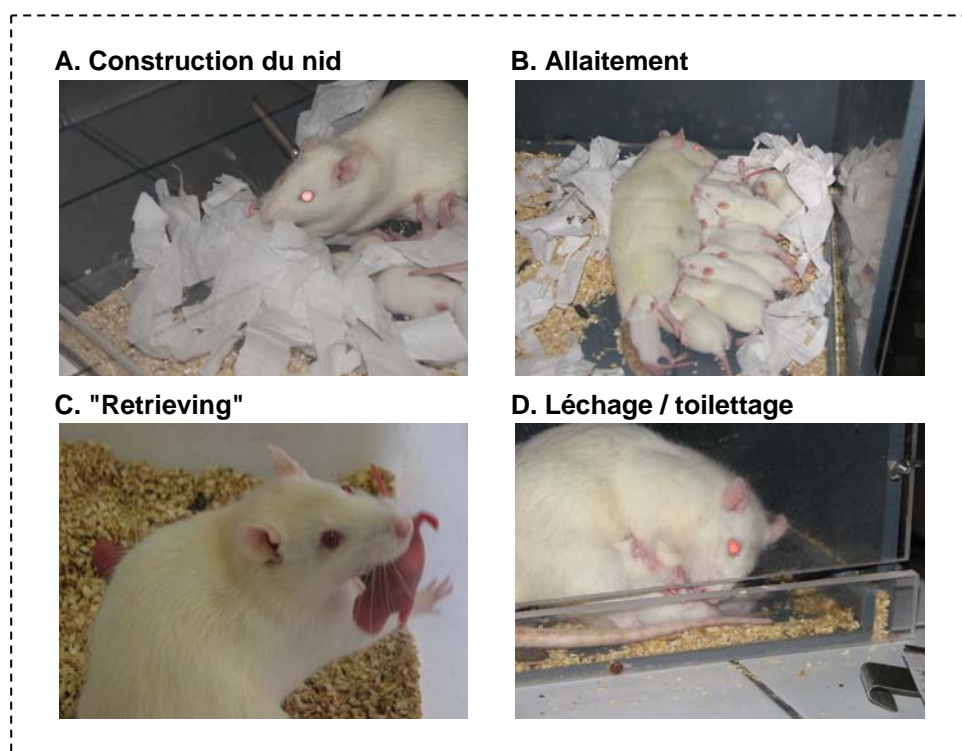 A. Construction du nid
B. Allaitement
C. "Retrieving"
D. Léchage / toilettage